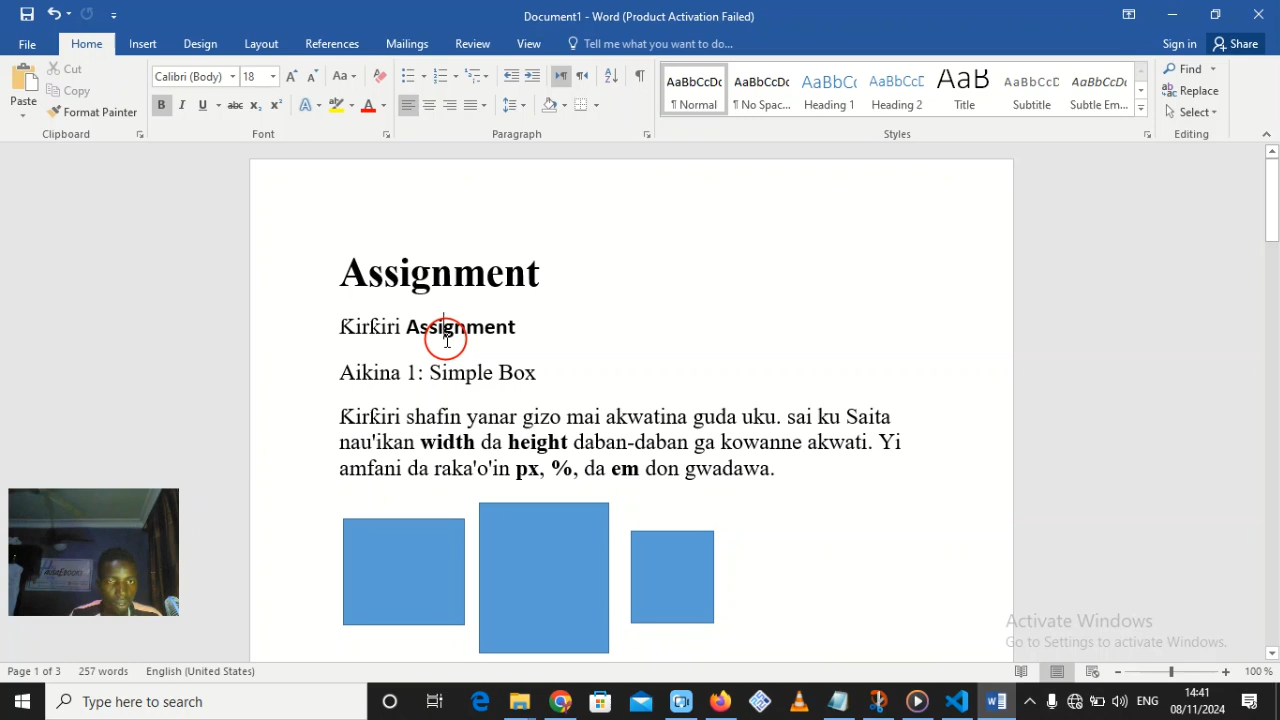 Document1 - Word (Product Activation Failed)
File Home Insert Design Layout References Mailings Review View Tell me what you want to do... Sign in Share
Paste Cut Copy Format Painter
Calibri (Body) 18
AaBbCcDc AaBbCcDc AaBbCc AaBbCcE AaB AaBbCcD AaBbCcDc
¶ Normal ¶ No Spac... Heading 1 Heading 2 Title Subtitle Subtle Em...
Find
Replace
Select
Clipboard Font Paragraph Styles Editing
Assignment
Ƙirƙiri Assignment
Aikina 1: Simple Box
Ƙirƙiri shafin yanar gizo mai akwatina guda uku. sai ku Saita
nau'ikan width da height daban-daban ga kowanne akwati. Yi
amfani da raka'o'in px, %, da em don gwadawa.
Activate Windows
Go to Settings to activate Windows.
Page 1 of 3 257 words English (United States) 100 %
Type here to search
ENG 14:41
08/11/2024